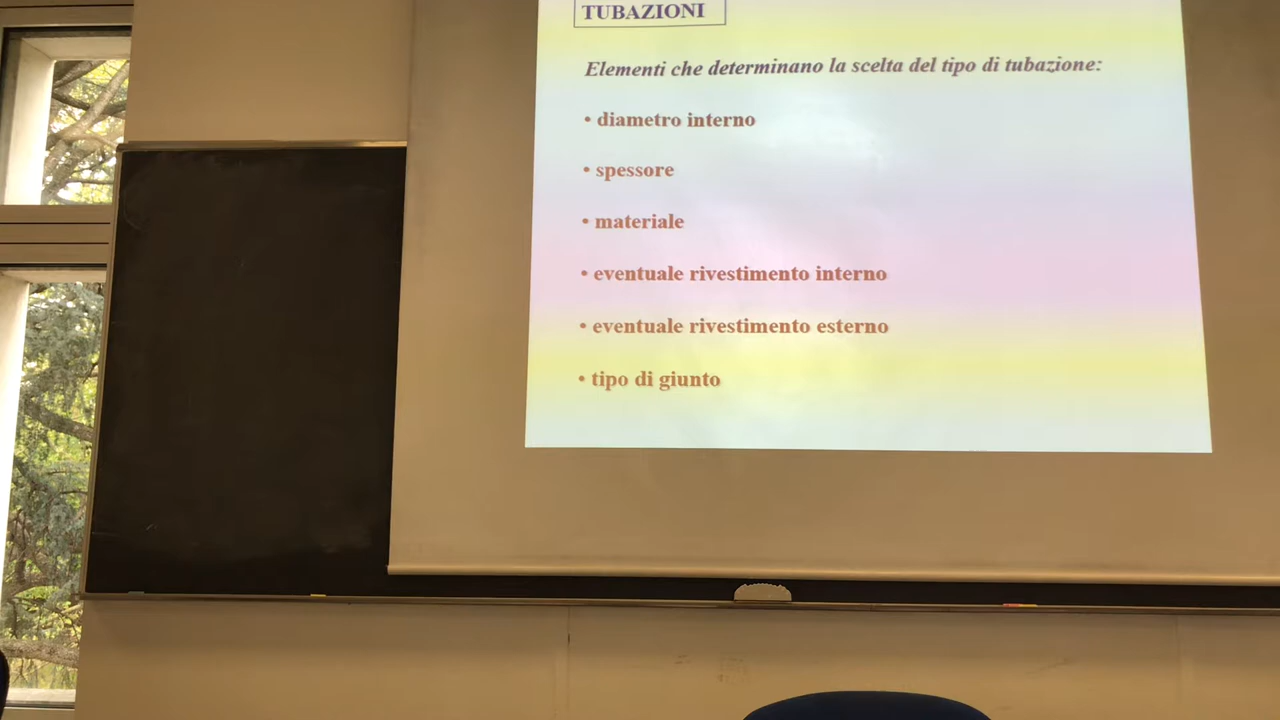 TUBAZIONI
Elementi che determinano la scelta del tipo di tubazione:
• diametro interno
• spessore
• materiale
• eventuale rivestimento interno
• eventuale rivestimento esterno
• tipo di giunto